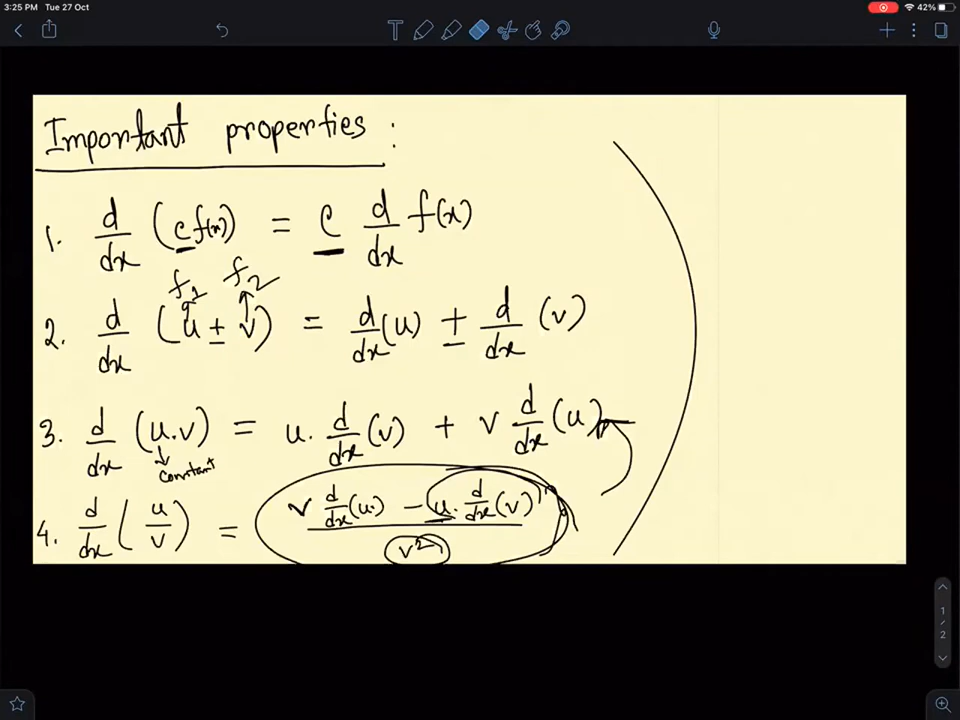 3:25 PM Tue 27 Oct 42%
T
Important properties :
1. d/dx (c f(x)) = c d/dx f(x)
f1 f2
2. d/dx (u ± v) = d/dx (u) ± d/dx (v)
3. d/dx (u.v) = u. d/dx (v) + v d/dx (u)
constant
4. d/dx (u/v) = v d/dx (u.) - u. d/dx (v) / v2
1
/
2